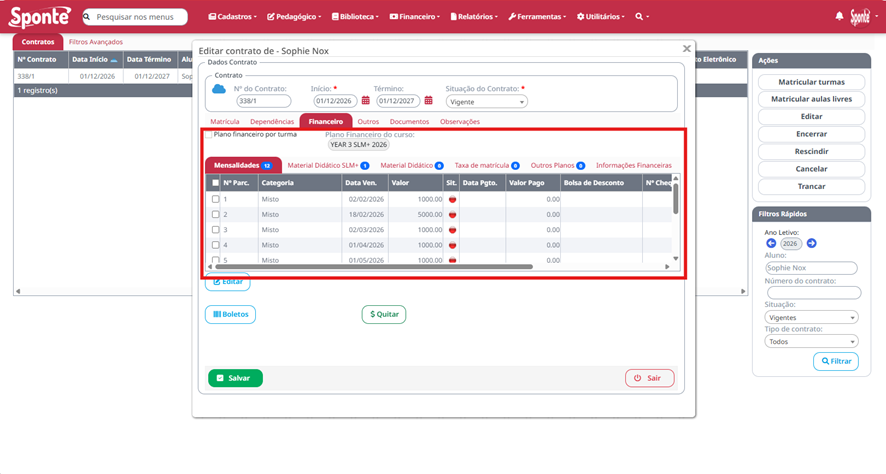 Sponte
Pesquisar nos menus
Cadastros
Pedagógico
Biblioteca
Financeiro
Relatórios
Ferramentas
Utilitários
Sponte
Contratos
Filtros Avançados
Nº Contrato Data Início Data Término
338/1 01/12/2026 01/12/2027
1 registro(s)
Editar contrato de - Sophie Nox
Dados Contrato
Contrato
Nº do Contrato: Início: * Término: Situação do Contrato: *
338/1 01/12/2026 01/12/2027 Vigente
Matrícula Dependências Financeiro Outros Documentos Observações
Plano financeiro por turma
Plano Financeiro do curso:
YEAR 3 SLM+ 2026
Mensalidades 12 Material Didático SLM+ 1 Material Didático 0 Taxa de matrícula 0 Outros Planos 0 Informações Financeiras
Nº Parc. Categoria Data Ven. Valor Sit. Data Pgto. Valor Pago Bolsa de Desconto Nº Cheq
1 Misto 02/02/2026 1000.00 0.00
2 Misto 18/02/2026 5000.00 0.00
3 Misto 02/03/2026 1000.00 0.00
4 Misto 01/04/2026 1000.00 0.00
5 Misto 01/05/2026 1000.00 0.00
Editar
Boletos
$ Quitar
Salvar
Sair
Eletrônico
Ações
Matricular turmas
Matricular aulas livres
Editar
Encerrar
Rescindir
Cancelar
Trancar
Filtros Rápidos
Ano Letivo:
2026
Aluno:
Sophie Nox
Número do contrato:
Situação:
Vigentes
Tipo de contrato:
Todos
Filtrar